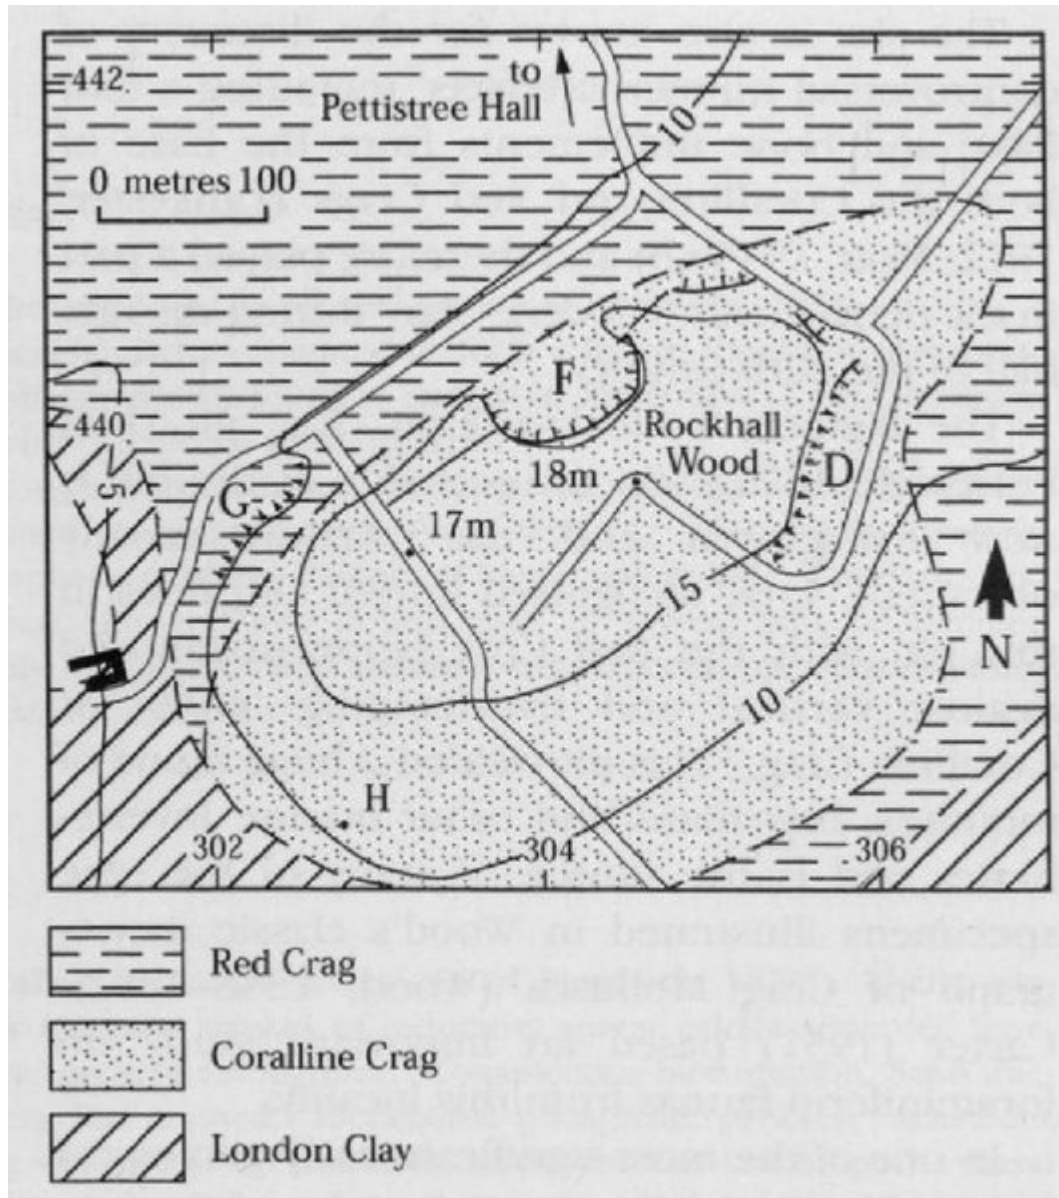 442
to
Pettistree Hall
10
0 metres 100
F
440
Rockhall
Wood
18m
D
5
G
17m
15
N
10
H
302
304
306
Red Crag
Coralline Crag
London Clay